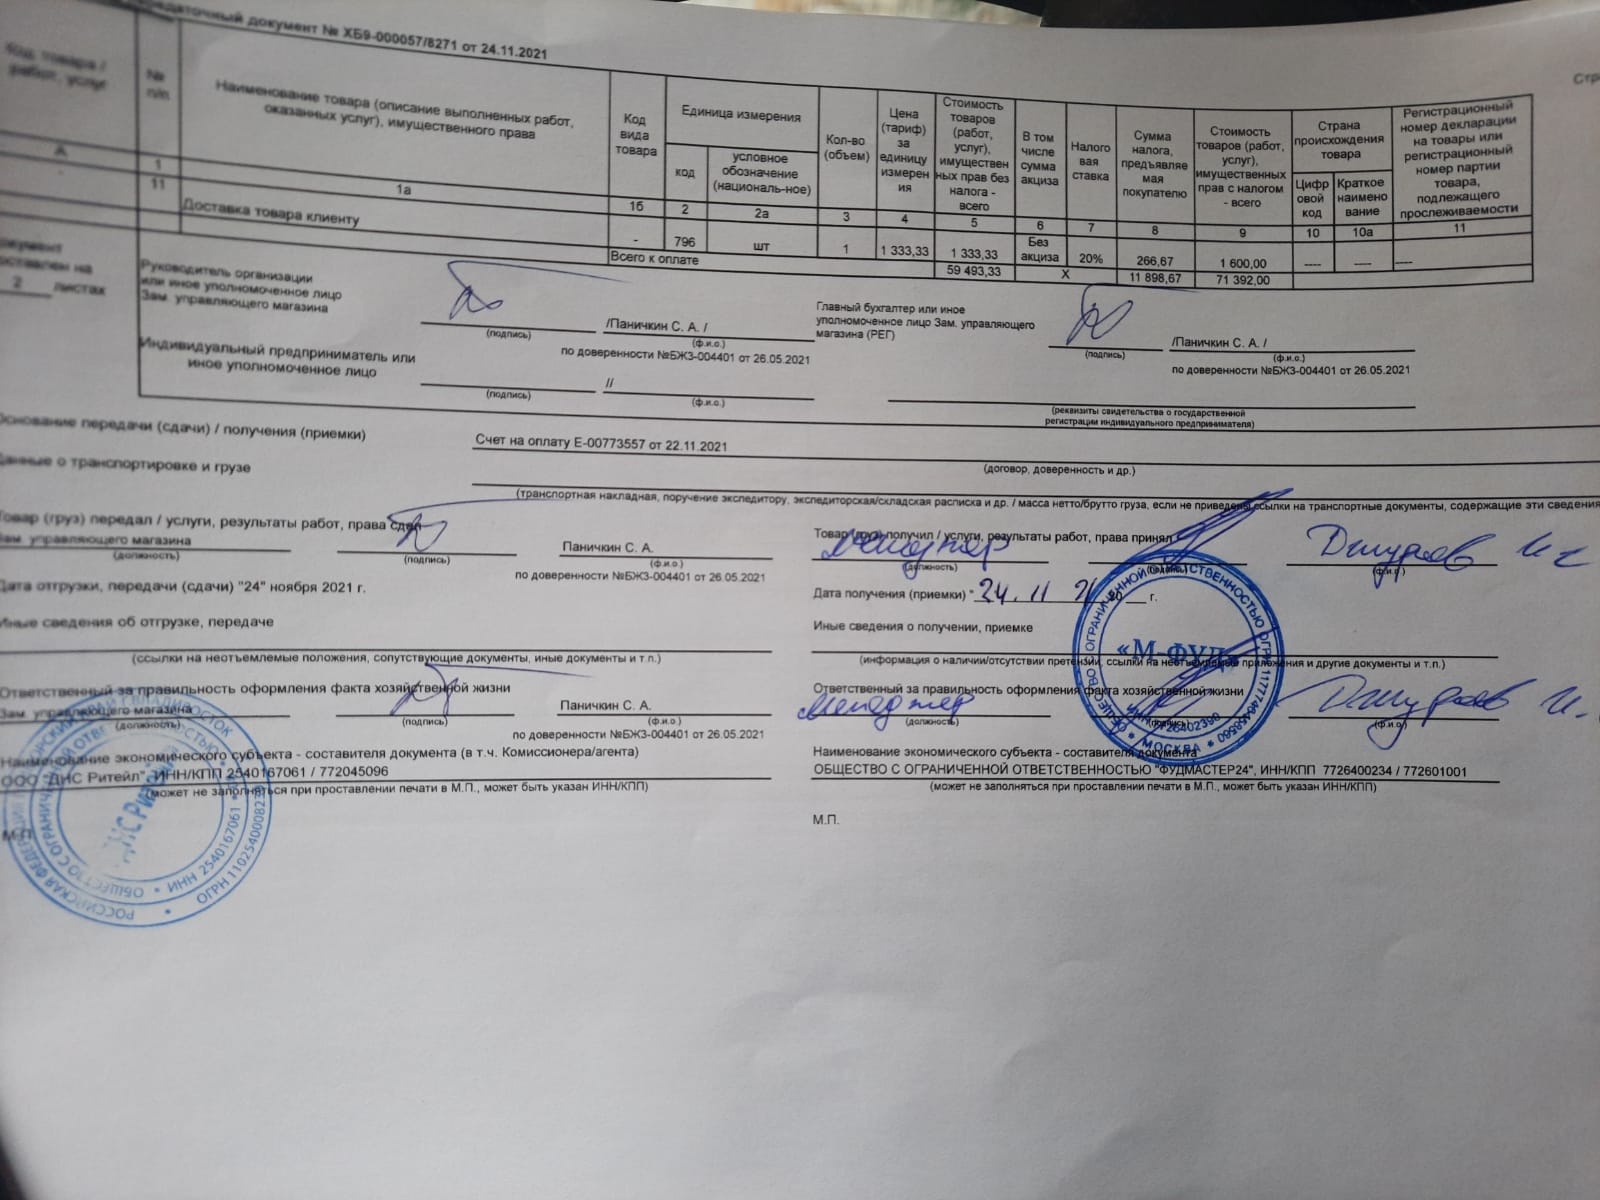 редаточный документ № ХБ9-000057/8271 от 24.11.2021
Стр
Код товара / работ, услуг
№ п/п
Наименование товара (описание выполненных работ, оказанных услуг), имущественного права
Код вида товара
Единица измерения
код
условное обозначение (националь-ное)
Кол-во (объем)
Цена (тариф) за единицу измерения
Стоимость товаров (работ, услуг), имущественных прав без налога - всего
В том числе сумма акциза
Налоговая ставка
Сумма налога, предъявляемая покупателю
Стоимость товаров (работ, услуг), имущественных прав с налогом - всего
Страна происхождения товара
Цифровой код
Краткое наименование
Регистрационный номер декларации на товары или регистрационный номер партии товара, подлежащего прослеживаемости
А 1 1а 1б 2 2а 3 4 5 6 7 8 9 10 10а 11
11 Доставка товара клиенту - 796 шт 1 1 333,33 1 333,33 Без акциза 20% 266,67 1 600,00 ---- ---- ----
Всего к оплате 59 493,33 Х 11 898,67 71 392,00
документ
составлен на
2 листах
Руководитель организации
или иное уполномоченное лицо
Зам. управляющего магазина
(подпись)
/Паничкин С. А. /
(ф.и.о.)
по доверенности №БЖЗ-004401 от 26.05.2021
Главный бухгалтер или иное
уполномоченное лицо Зам. управляющего
магазина (РЕГ)
(подпись)
/Паничкин С. А. /
(ф.и.о.)
по доверенности №БЖЗ-004401 от 26.05.2021
Индивидуальный предприниматель или
иное уполномоченное лицо
(подпись)
//
(ф.и.о.)
(реквизиты свидетельства о государственной
регистрации индивидуального предпринимателя)
Основание передачи (сдачи) / получения (приемки)
Счет на оплату Е-00773557 от 22.11.2021
(договор, доверенность и др.)
Данные о транспортировке и грузе
(транспортная накладная, поручение экспедитору, экспедиторская/складская расписка и др. / масса нетто/брутто груза, если не приведены ссылки на транспортные документы, содержащие эти сведения
Товар (груз) передал / услуги, результаты работ, права сдал
Зам. управляющего магазина
(должность)
(подпись)
Паничкин С. А.
(ф.и.о.)
по доверенности №БЖЗ-004401 от 26.05.2021
Дата отгрузки, передачи (сдачи) "24" ноября 2021 г.
Иные сведения об отгрузке, передаче
(ссылки на неотъемлемые положения, сопутствующие документы, иные документы и т.п.)
Ответственный за правильность оформления факта хозяйственной жизни
Зам. управляющего магазина
(должность)
(подпись)
Паничкин С. А.
(ф.и.о.)
по доверенности №БЖЗ-004401 от 26.05.2021
Наименование экономического субъекта - составителя документа (в т.ч. Комиссионера/агента)
ООО "ДНС Ритейл", ИНН/КПП 2540167061 / 772045096
(может не заполняться при проставлении печати в М.П., может быть указан ИНН/КПП)
М.П.
РОССИЙСКАЯ ФЕДЕРАЦИЯ
ОБЩЕСТВО С ОГРАНИЧЕННОЙ ОТВЕ
ИНН 2540167061
ДНС Ритейл
Товар (груз) получил / услуги, результаты работ, права принял
менеджер
(должность)
(подпись)
(ф.и.о.)
Дата получения (приемки) " 24.11 21 20 г.
Иные сведения о получении, приемке
(информация о наличии/отсутствии претензии; ссылки на неотъемлемые приложения и другие документы и т.п.)
Ответственный за правильность оформления факта хозяйственной жизни
менеджер
(должность)
(подпись)
(ф.и.о.)
Наименование экономического субъекта - составителя документа
ОБЩЕСТВО С ОГРАНИЧЕННОЙ ОТВЕТСТВЕННОСТЬЮ "ФУДМАСТЕР24", ИНН/КПП 7726400234 / 772601001
(может не заполняться при проставлении печати в М.П., может быть указан ИНН/КПП)
М.П.
ОБЩЕСТВО С ОГРАНИЧЕННОЙ ОТВЕТСТВЕННОСТЬЮ
«М-ФУД»
МОСКВА